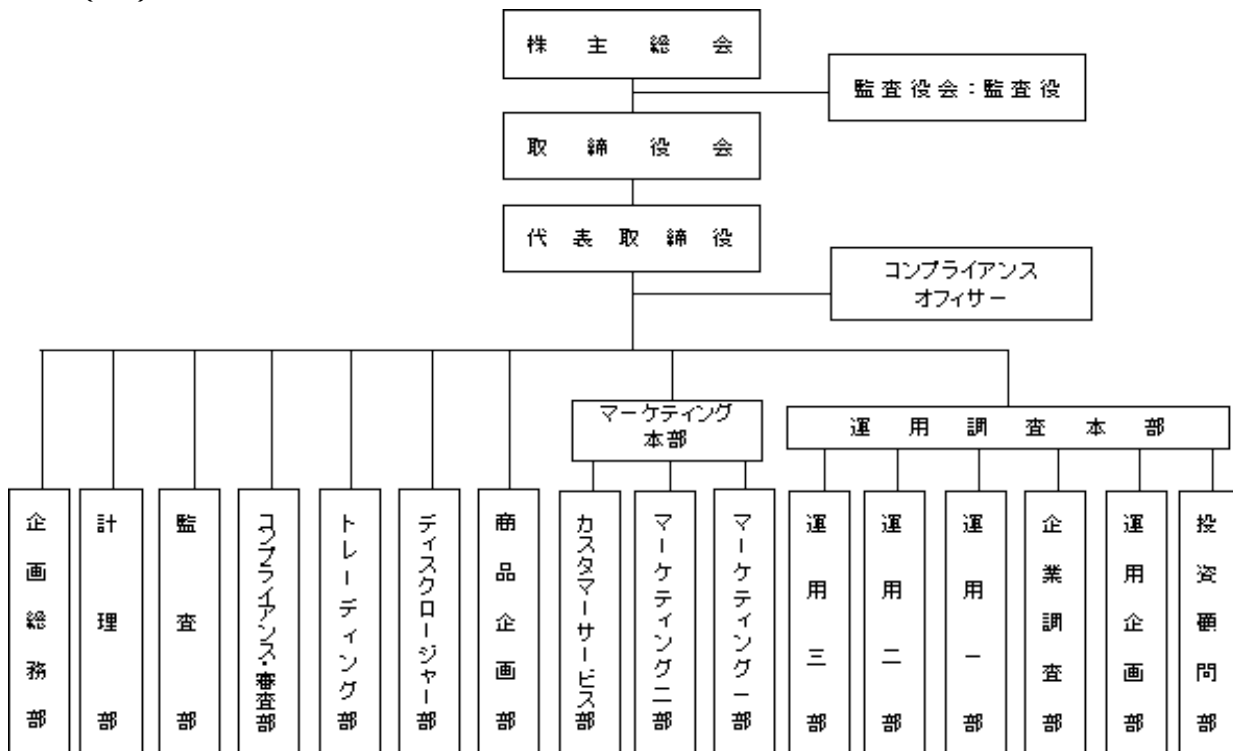 株主総会
監査役会：監査役
取締役会
代表取締役
コンプライアンス
オフィサー
マーケティング
本部
運用調査本部
企画総務部
計理部
監査部
コンプライアンス・審査部
トレーディング部
ディスクロージャー部
商品企画部
カスタマーサービス部
マーケティング二部
マーケティング一部
運用三部
運用二部
運用一部
企業調査部
運用企画部
投資顧問部